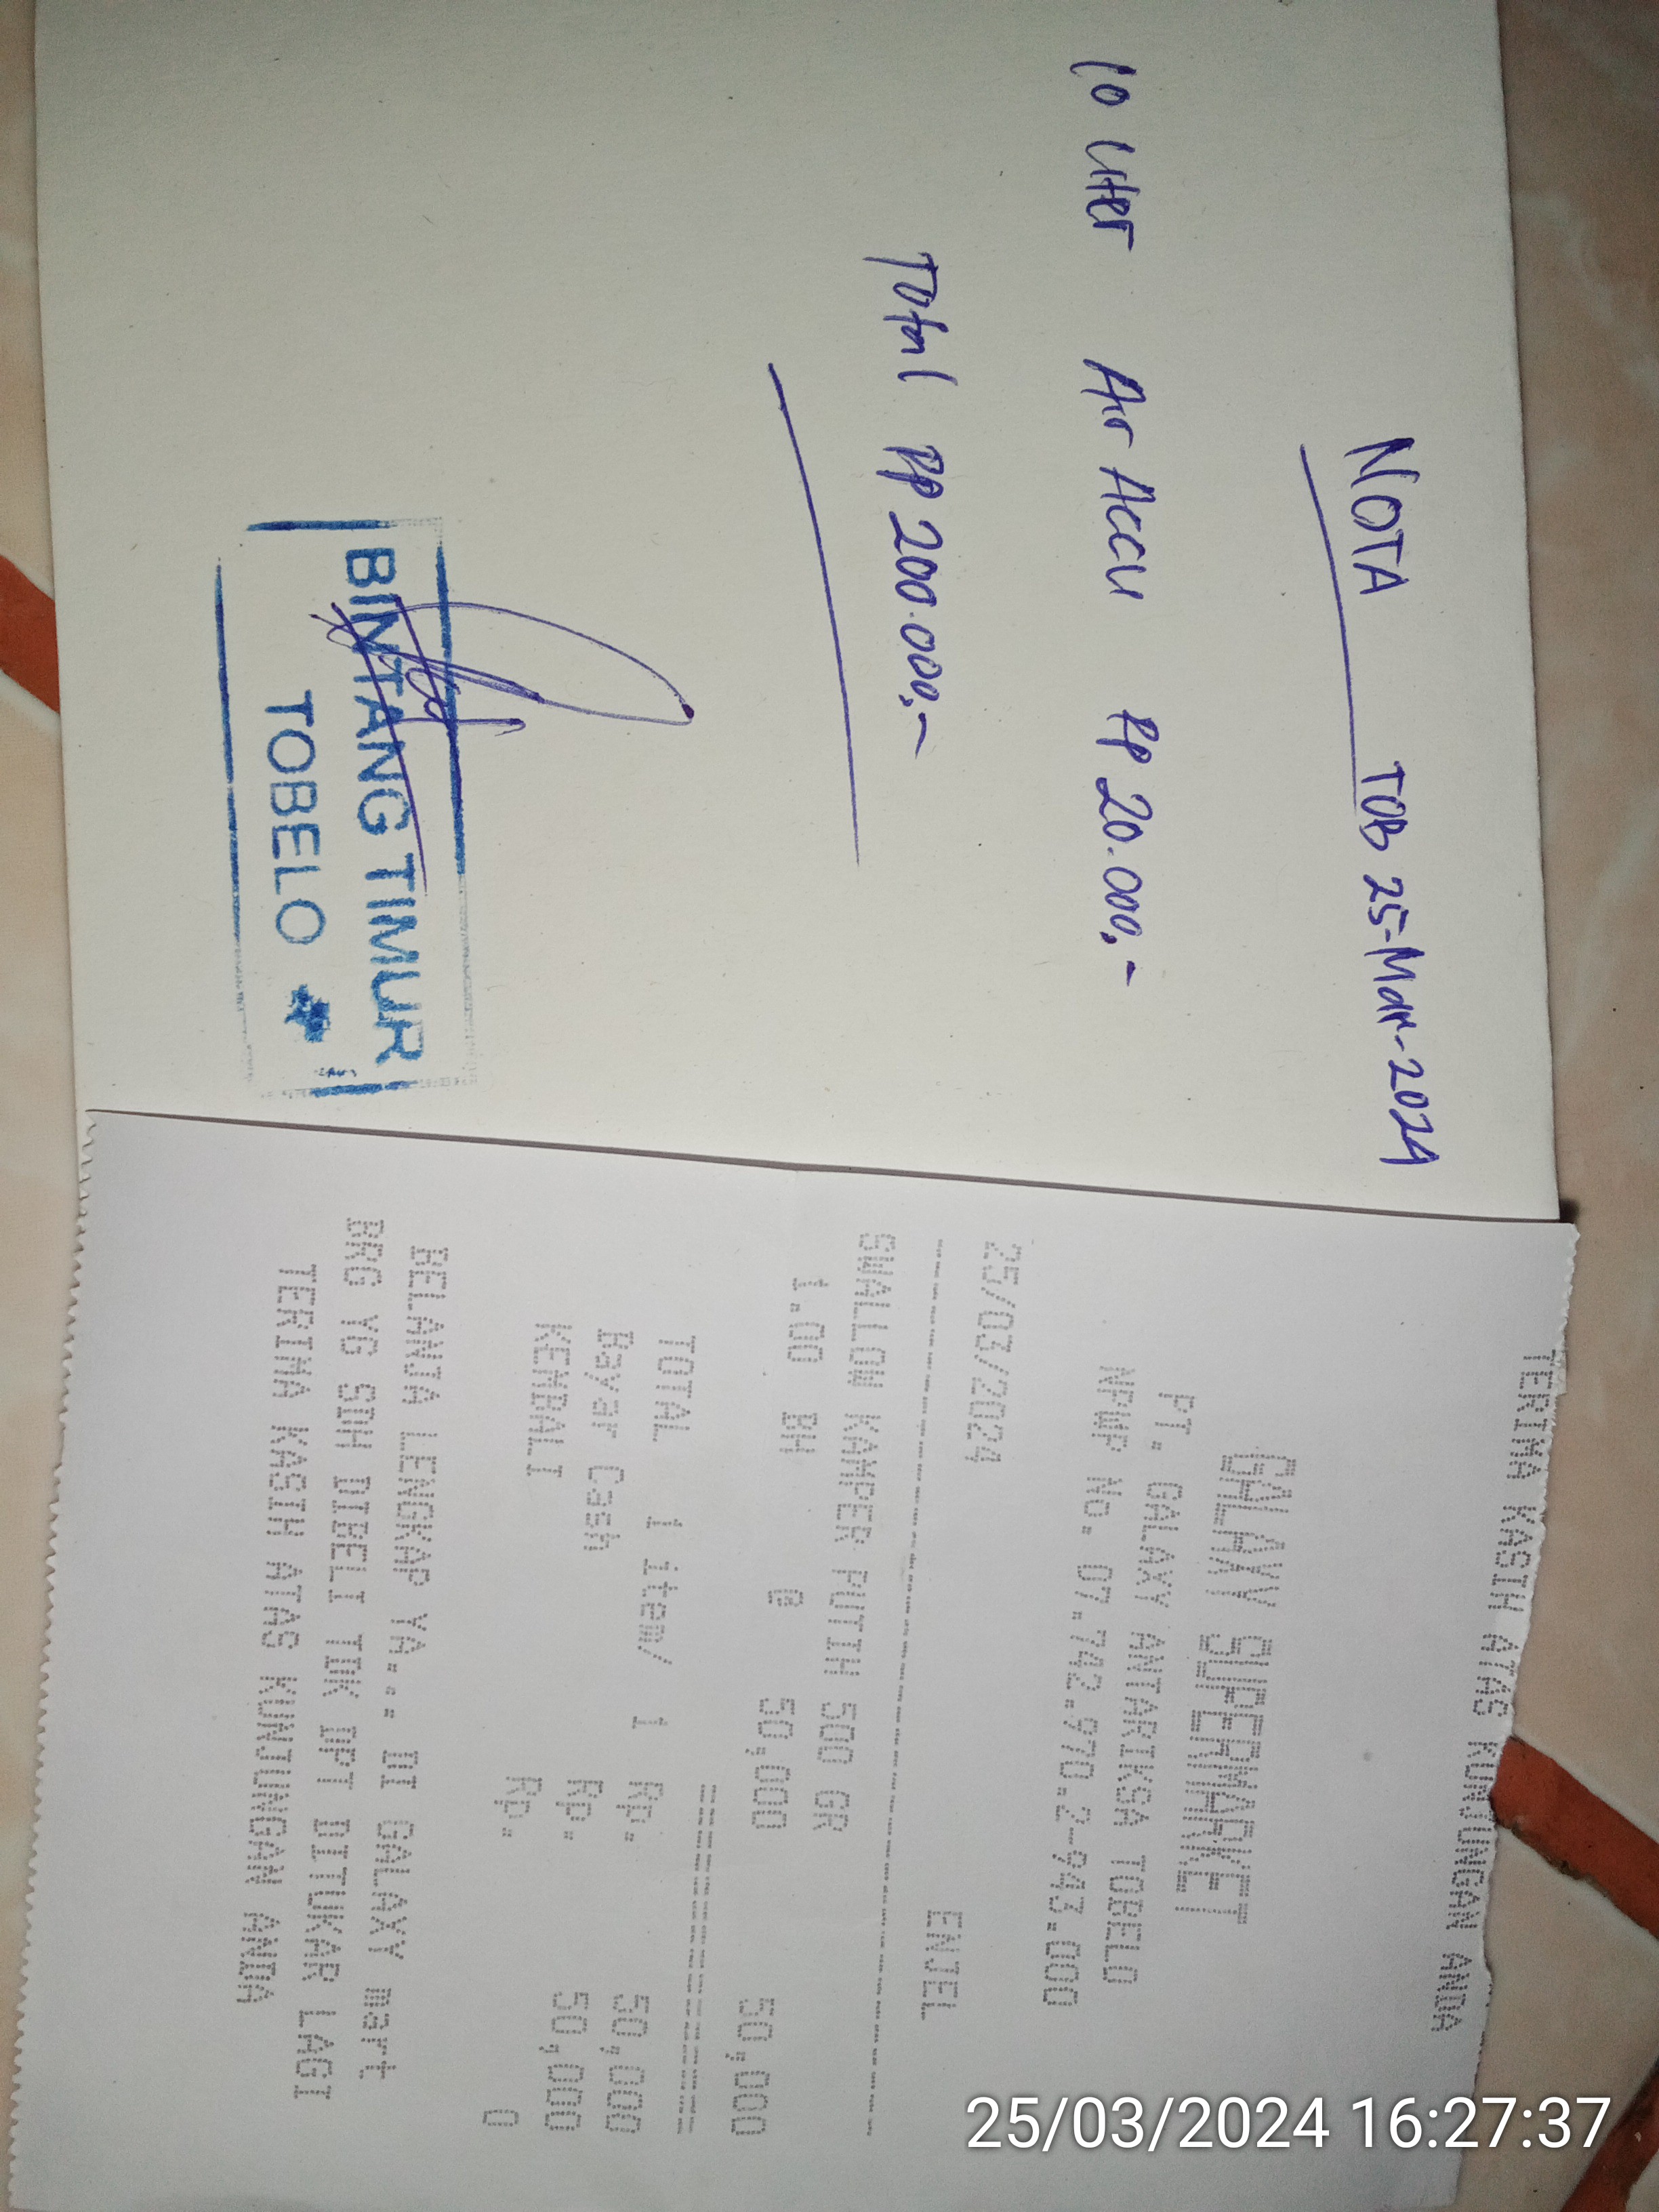 NOTA TOB 25-Mar-2024
10 liter Air Accu Rp 20.000,-
Total Rp 200.000,-
BINTANG TIMUR
TOBELO
TERIMA KASIH ATAS KUNJUNGAN ANDA
GALAXY SUPERMARKET
PT. GALAXY ANTARIKSA TOBELO
NPWP No. 07.742.970.2-943.000
25/03/2024 ENJEL
SWALLOW KAMPER PUTIH 500 GR
1.00 BH @ 50,000 50,000
TOTAL 1 item/ 1 Rp. 50,000
Bayar Cash Rp. 50,000
KEMBALI Rp. 0
BELANJA LENGKAP YA.. DI GALAXY mart
BRG YG SDH DIBELI TDK DPT DITUKAR LAGI
TERIMA KASIH ATAS KUNJUNGAN ANDA
25/03/2024 16:27:37